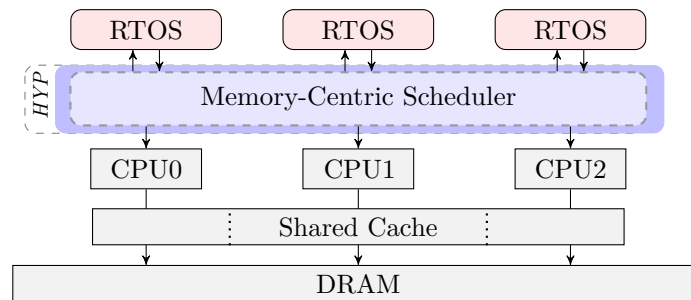 RTOS RTOS RTOS
HYP
Memory-Centric Scheduler
CPU0 CPU1 CPU2
Shared Cache
DRAM